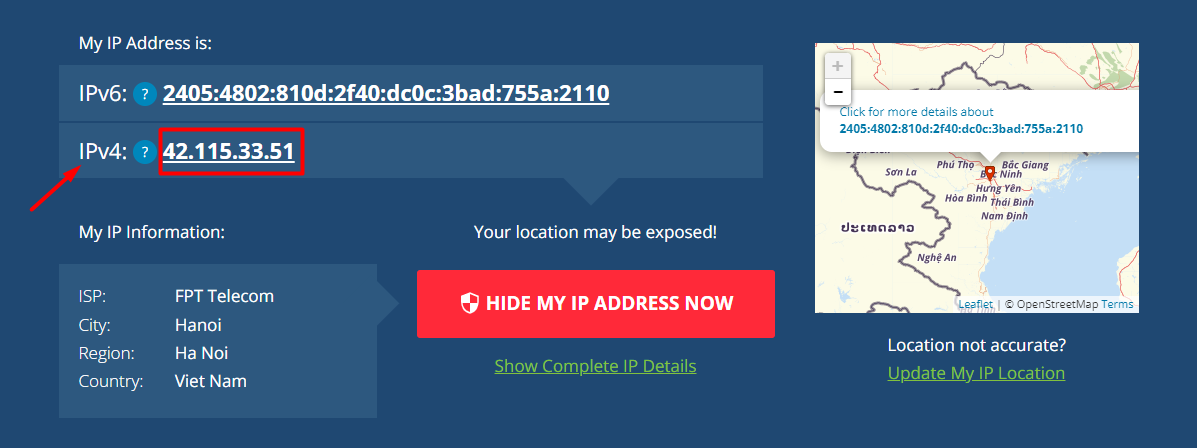 My IP Address is:
IPv6: ? 2405:4802:810d:2f40:dc0c:3bad:755a:2110
IPv4: ? 42.115.33.51
My IP Information:
ISP: FPT Telecom
City: Hanoi
Region: Ha Noi
Country: Viet Nam
Your location may be exposed!
HIDE MY IP ADDRESS NOW
Show Complete IP Details
+
−
Click for more details about
2405:4802:810d:2f40:dc0c:3bad:755a:2110
Phú Thọ
Bắc Giang
Sơn La
Ninh
Hưng Yên
Hòa Bình
Thái Bình
Nam Định
ປະເທດລາວ
Nghệ An
Leaflet | © OpenStreetMap Terms
Location not accurate?
Update My IP Location